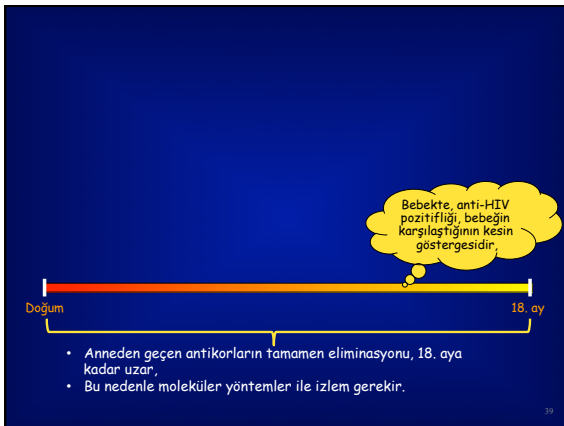 Bebekte, anti-HIV
pozitifliği, bebeğin
karşılaştığının kesin
göstergesidir,
Doğum
18. ay
• Anneden geçen antikorların tamamen eliminasyonu, 18. aya
kadar uzar,
• Bu nedenle moleküler yöntemler ile izlem gerekir.
39